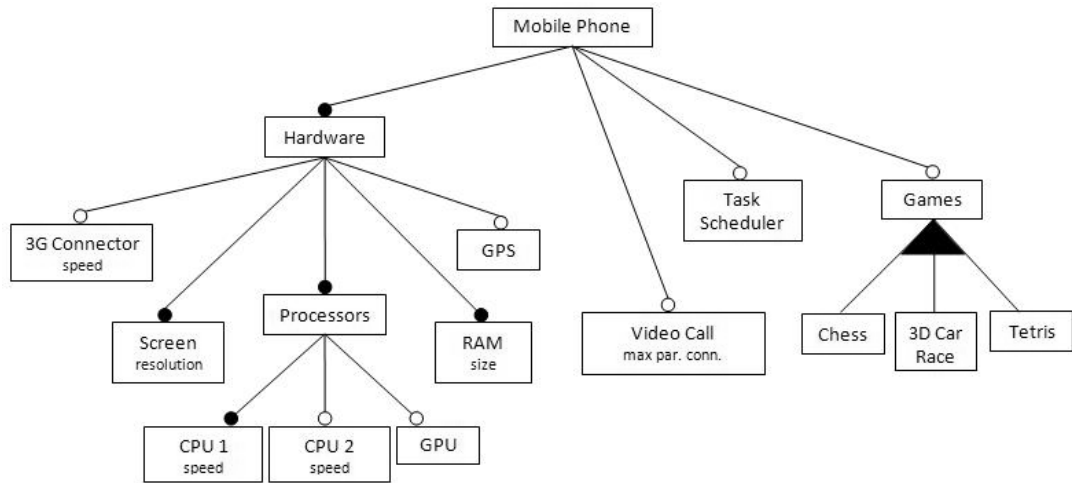 Mobile Phone
Hardware
Task
Scheduler
Games
3G Connector
speed
GPS
Processors
Screen
resolution
RAM
size
Video Call
max par. conn.
Chess
3D Car
Race
Tetris
CPU 1
speed
CPU 2
speed
GPU